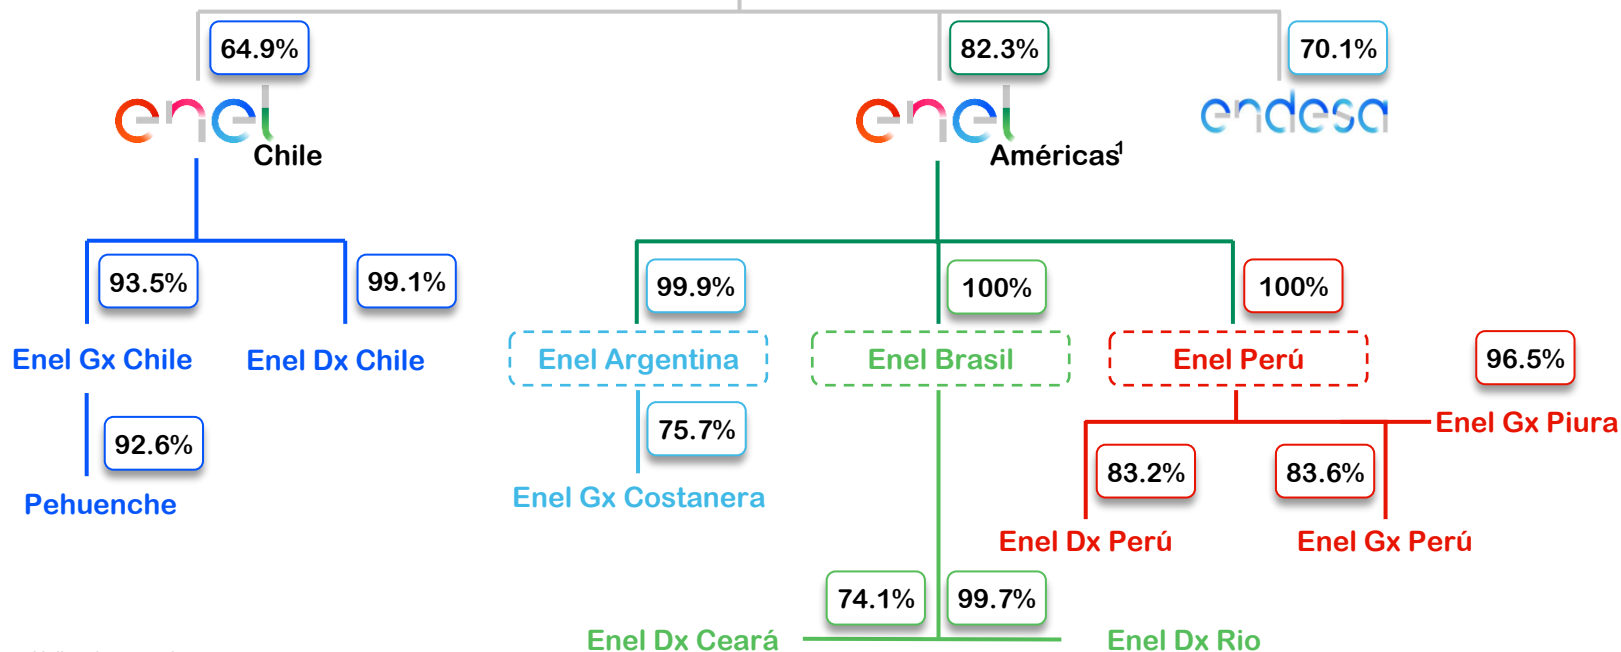 64.9%
82.3%
70.1%
enel
Chile
enel
Américas¹
endesa
93.5%
99.1%
99.9%
100%
100%
Enel Gx Chile
Enel Dx Chile
Enel Argentina
Enel Brasil
Enel Perú
96.5%
92.6%
75.7%
Enel Gx Piura
Pehuenche
Enel Gx Costanera
83.2%
83.6%
Enel Dx Perú
Enel Gx Perú
74.1%
99.7%
Enel Dx Ceará
Enel Dx Rio